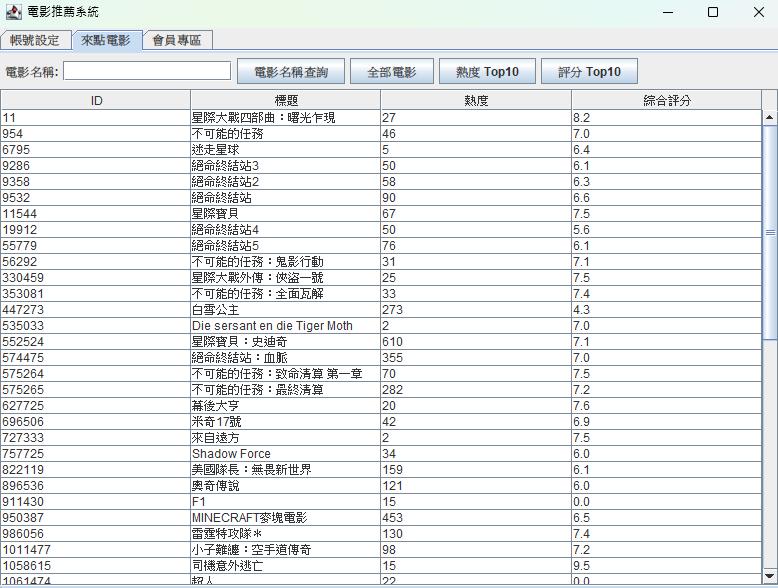 電影推薦系統
帳號設定 來點電影 會員專區
電影名稱: 電影名稱查詢 全部電影 熱度 Top10 評分 Top10
ID 標題 熱度 綜合評分
11 星際大戰四部曲：曙光乍現 27 8.2
954 不可能的任務 46 7.0
6795 迷走星球 5 6.4
9286 絕命終結站3 50 6.1
9358 絕命終結站2 58 6.3
9532 絕命終結站 90 6.6
11544 星際寶貝 67 7.5
19912 絕命終結站4 50 5.6
55779 絕命終結站5 76 6.1
56292 不可能的任務：鬼影行動 31 7.1
330459 星際大戰外傳：俠盜一號 25 7.5
353081 不可能的任務：全面瓦解 33 7.4
447273 白雪公主 273 4.3
535033 Die sersant en die Tiger Moth 2 7.0
552524 星際寶貝：史迪奇 610 7.1
574475 絕命終結站：血脈 355 7.0
575264 不可能的任務：致命清算 第一章 70 7.5
575265 不可能的任務：最終清算 282 7.2
627725 幕後大亨 20 7.6
696506 米奇17號 42 6.9
727333 來自遠方 2 7.5
757725 Shadow Force 34 6.0
822119 美國隊長：無畏新世界 159 6.1
896536 奧奇傳說 121 6.0
911430 F1 15 0.0
950387 MINECRAFT麥塊電影 453 6.5
986056 雷霆特攻隊＊ 130 7.4
1011477 小子難纏：空手道傳奇 98 7.2
1058615 司機意外逃亡 15 9.5
1061474 超人 22 0.0